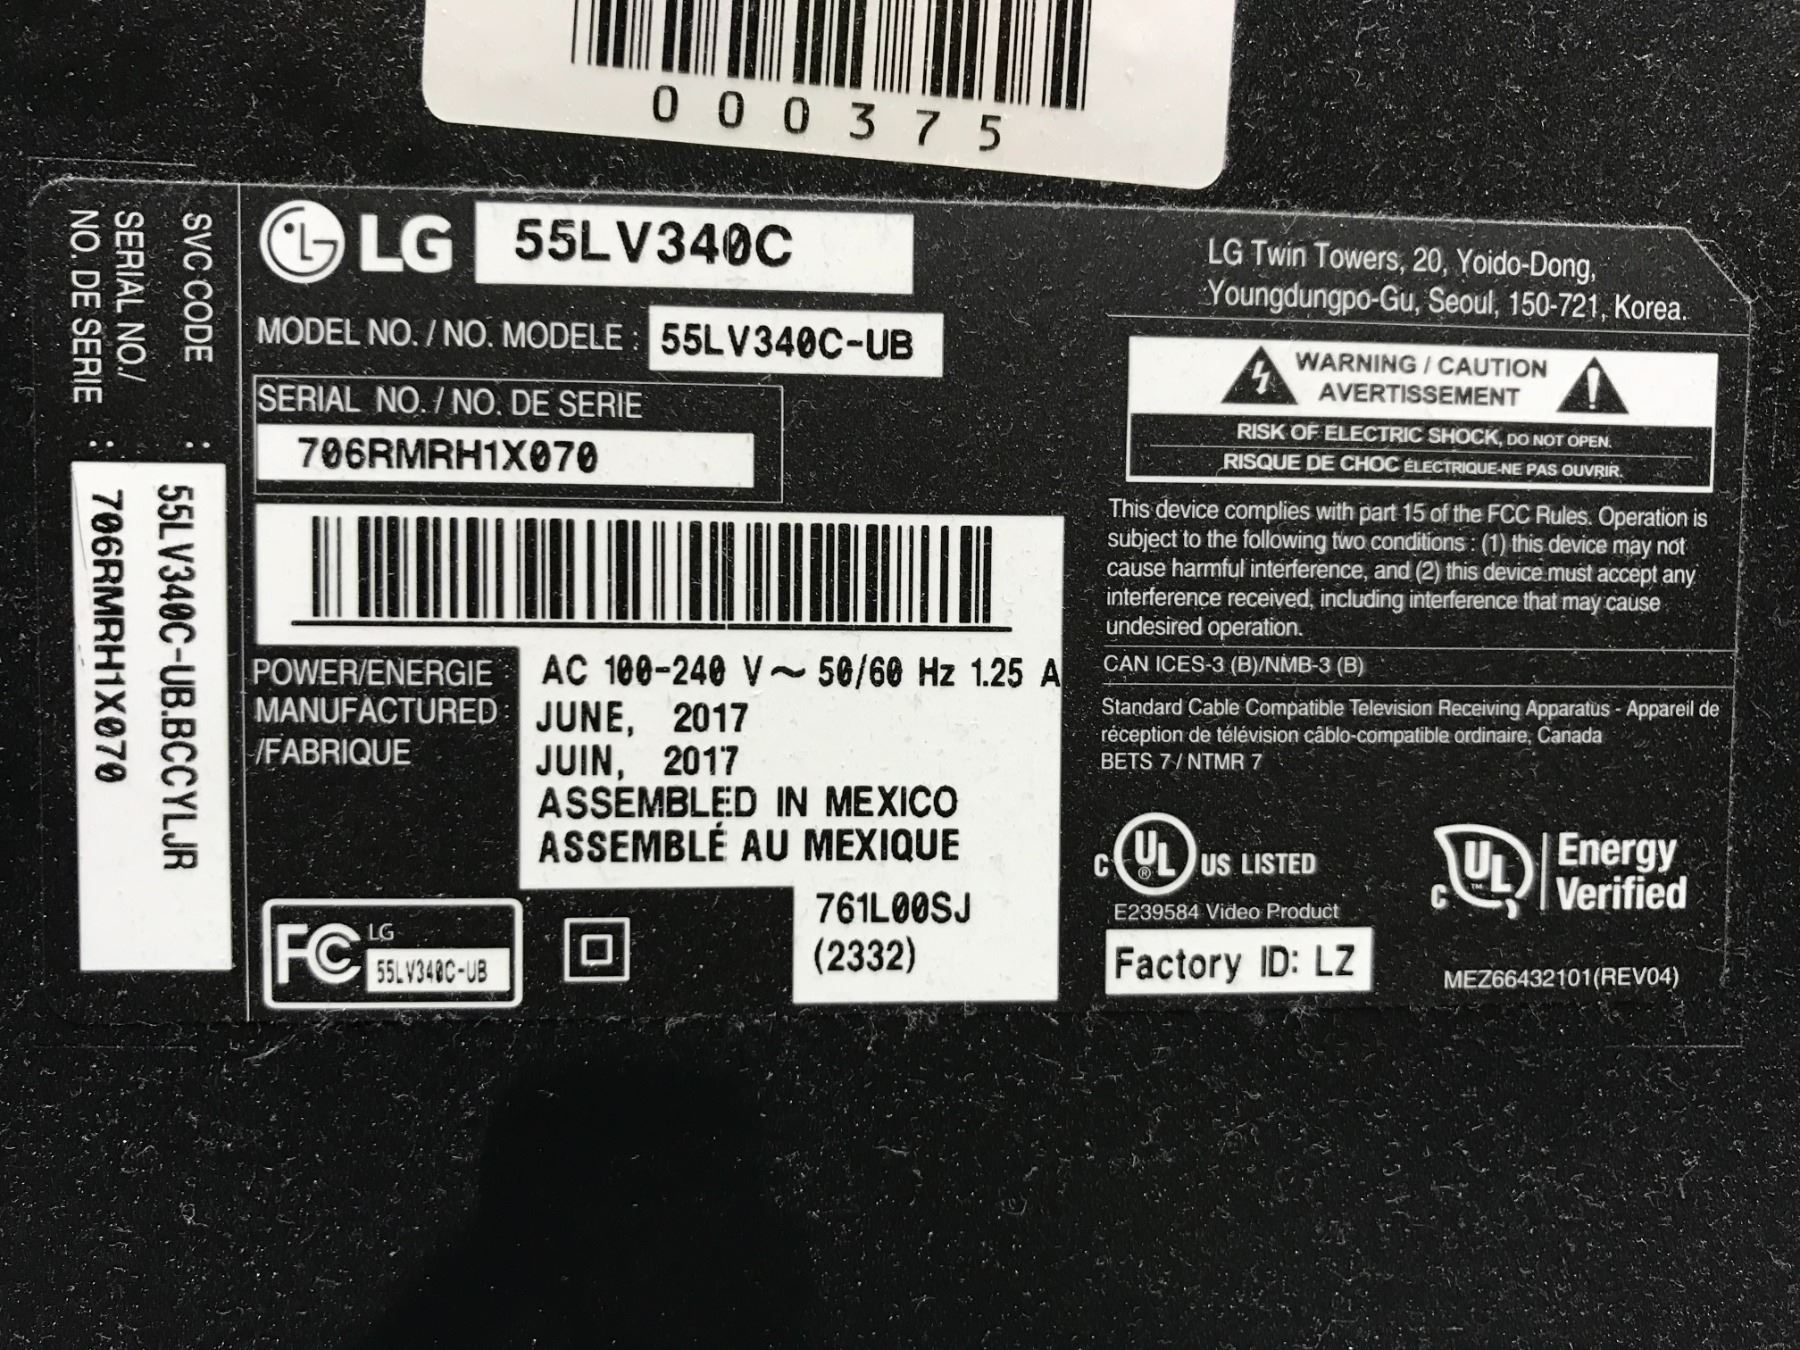 000375
SVC CODE : 55LV340C-UB.BCCYLJR
SERIAL NO./
NO. DE SERIE : 706RMRH1X070
LG 55LV340C
MODEL NO. / NO. MODELE : 55LV340C-UB
SERIAL NO. / NO. DE SERIE
706RMRH1X070
POWER/ENERGIE : AC 100-240 V ~ 50/60 Hz 1.25 A
MANUFACTURED : JUNE, 2017
/FABRIQUE JUIN, 2017
ASSEMBLED IN MEXICO
ASSEMBLÉ AU MEXIQUE
761L00SJ
(2332)
FC LG
55LV340C-UB
LG Twin Towers, 20, Yoido-Dong,
Youngdungpo-Gu, Seoul, 150-721, Korea.
WARNING / CAUTION
AVERTISSEMENT
RISK OF ELECTRIC SHOCK, DO NOT OPEN.
RISQUE DE CHOC ÉLECTRIQUE-NE PAS OUVRIR.
This device complies with part 15 of the FCC Rules. Operation is
subject to the following two conditions : (1) this device may not
cause harmful interference, and (2) this device must accept any
interference received, including interference that may cause
undesired operation.
CAN ICES-3 (B)/NMB-3 (B)
Standard Cable Compatible Television Receiving Apparatus - Appareil de
réception de télévision câblo-compatible ordinaire, Canada
BETS 7 / NTMR 7
C UL ® US LISTED
E239584 Video Product
Factory ID: LZ
C UL ™ Energy
Verified
MEZ66432101(REV04)